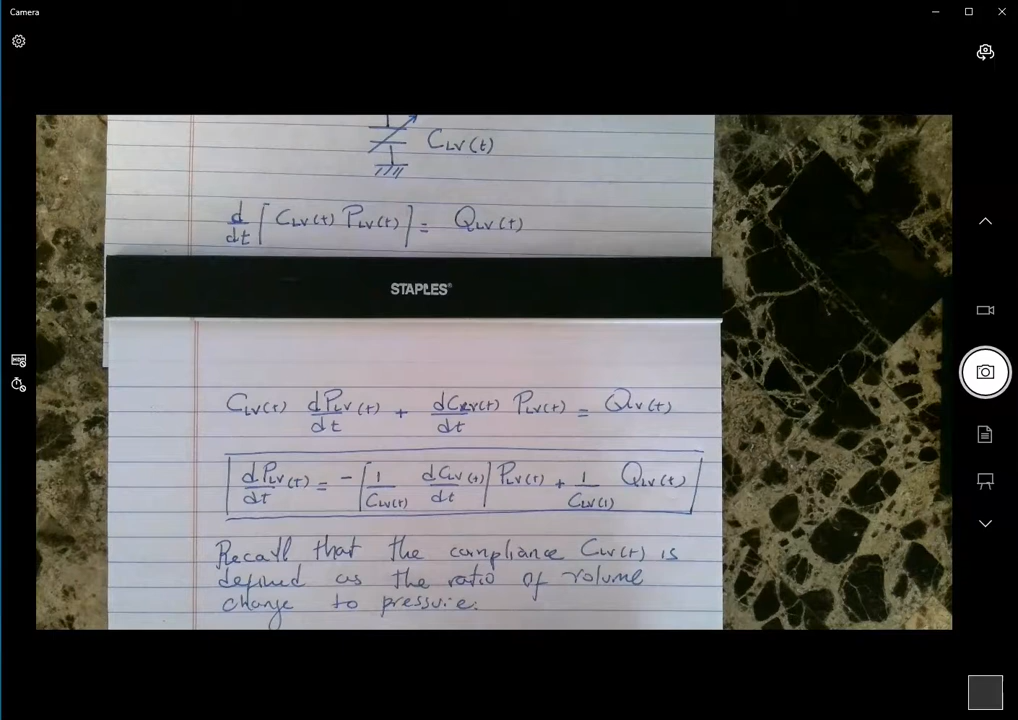 Camera
C_LV(t)
d/dt [ C_LV(t) P_LV(t) ] = Q_LV(t)
STAPLES®
C_LV(t) dP_LV(t)/dt + dC_LV(t)/dt P_LV(t) = Q_LV(t)
dP_LV(t)/dt = - [ 1/C_LV(t) dC_LV(t)/dt ] P_LV(t) + 1/C_LV(t) Q_LV(t)
Recall that the compliance C_LV(t) is
defined as the ratio of volume
change to pressure.